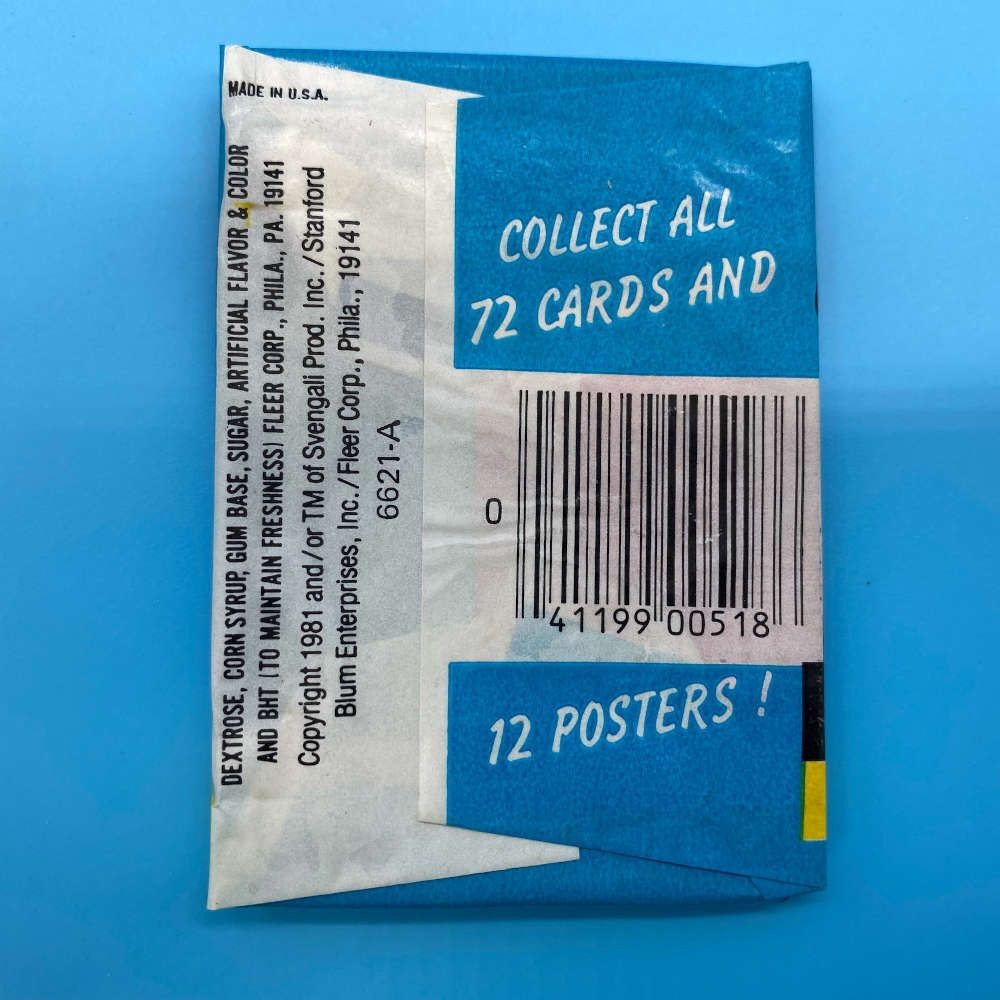 MADE IN U.S.A.
DEXTROSE, CORN SYRUP, GUM BASE, SUGAR, ARTIFICIAL FLAVOR & COLOR
AND BHT (TO MAINTAIN FRESHNESS) FLEER CORP., PHILA., PA. 19141
Copyright 1981 and/or TM of Svengali Prod. Inc./Stanford
Blum Enterprises, Inc./Fleer Corp., Phila., 19141
6621-A
COLLECT ALL
72 CARDS AND
0 41199 00518
12 POSTERS !